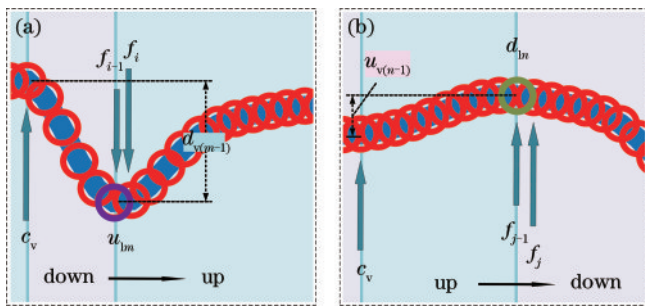 (a)
f_{i-1} f_i
d_{v(m-1)}
c_v
u_{lm}
down
up
(b)
u_{v(n-1)}
d_{ln}
f_{j-1}
f_j
c_v
up
down